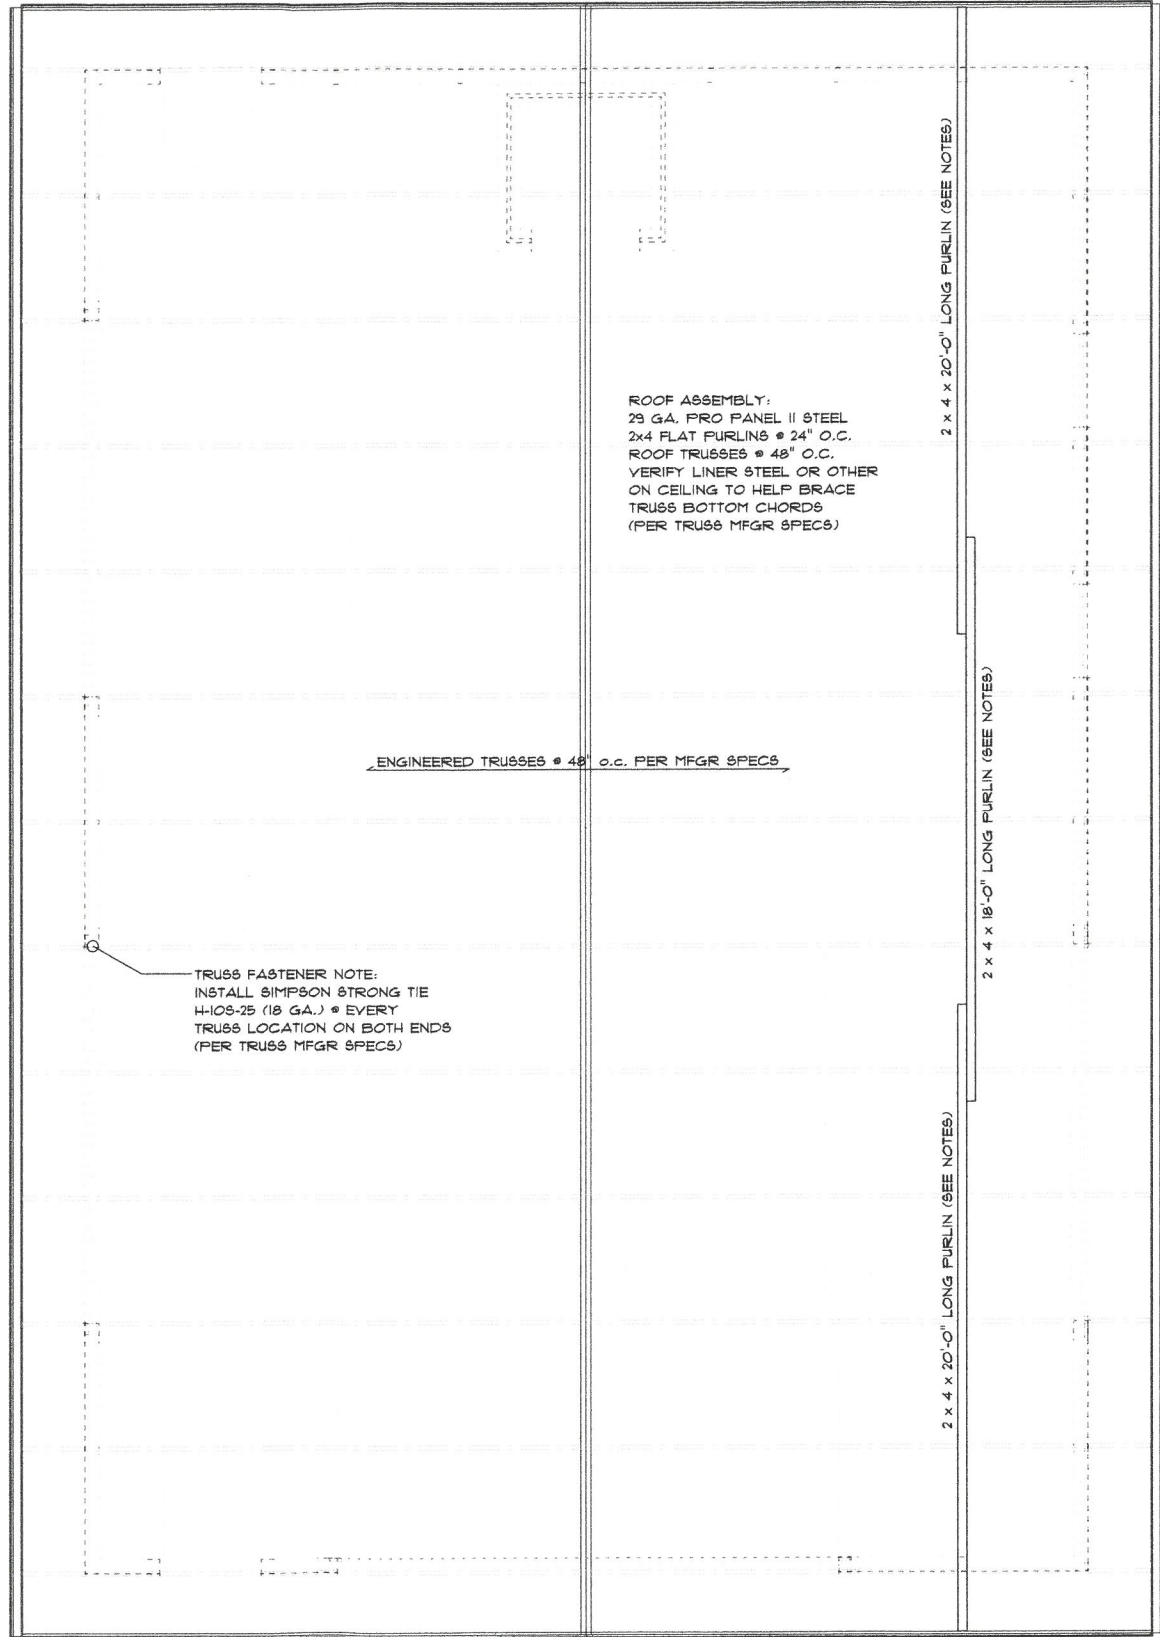 2 x 4 x 20'-0" LONG PURLIN (SEE NOTES)
ROOF ASSEMBLY:
29 GA. PRO PANEL II STEEL
2x4 FLAT PURLINS @ 24" O.C.
ROOF TRUSSES @ 48" O.C.
VERIFY LINER STEEL OR OTHER
ON CEILING TO HELP BRACE
TRUSS BOTTOM CHORDS
(PER TRUSS MFGR SPECS)
2 x 4 x 18'-0" LONG PURLIN (SEE NOTES)
ENGINEERED TRUSSES @ 48" O.C. PER MFGR SPECS
TRUSS FASTENER NOTE:
INSTALL SIMPSON STRONG TIE
H-10S-25 (18 GA.) @ EVERY
TRUSS LOCATION ON BOTH ENDS
(PER TRUSS MFGR SPECS)
2 x 4 x 20'-0" LONG PURLIN (SEE NOTES)